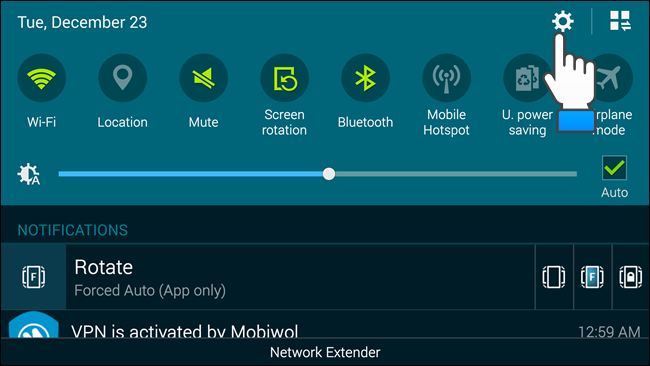 Tue, December 23
Wi-Fi
Location
Mute
Screen
rotation
Bluetooth
Mobile
Hotspot
U. power
saving
rplane
mode
A
Auto
NOTIFICATIONS
F
Rotate
Forced Auto (App only)
F
VPN is activated by Mobiwol
12:59 AM
Network Extender